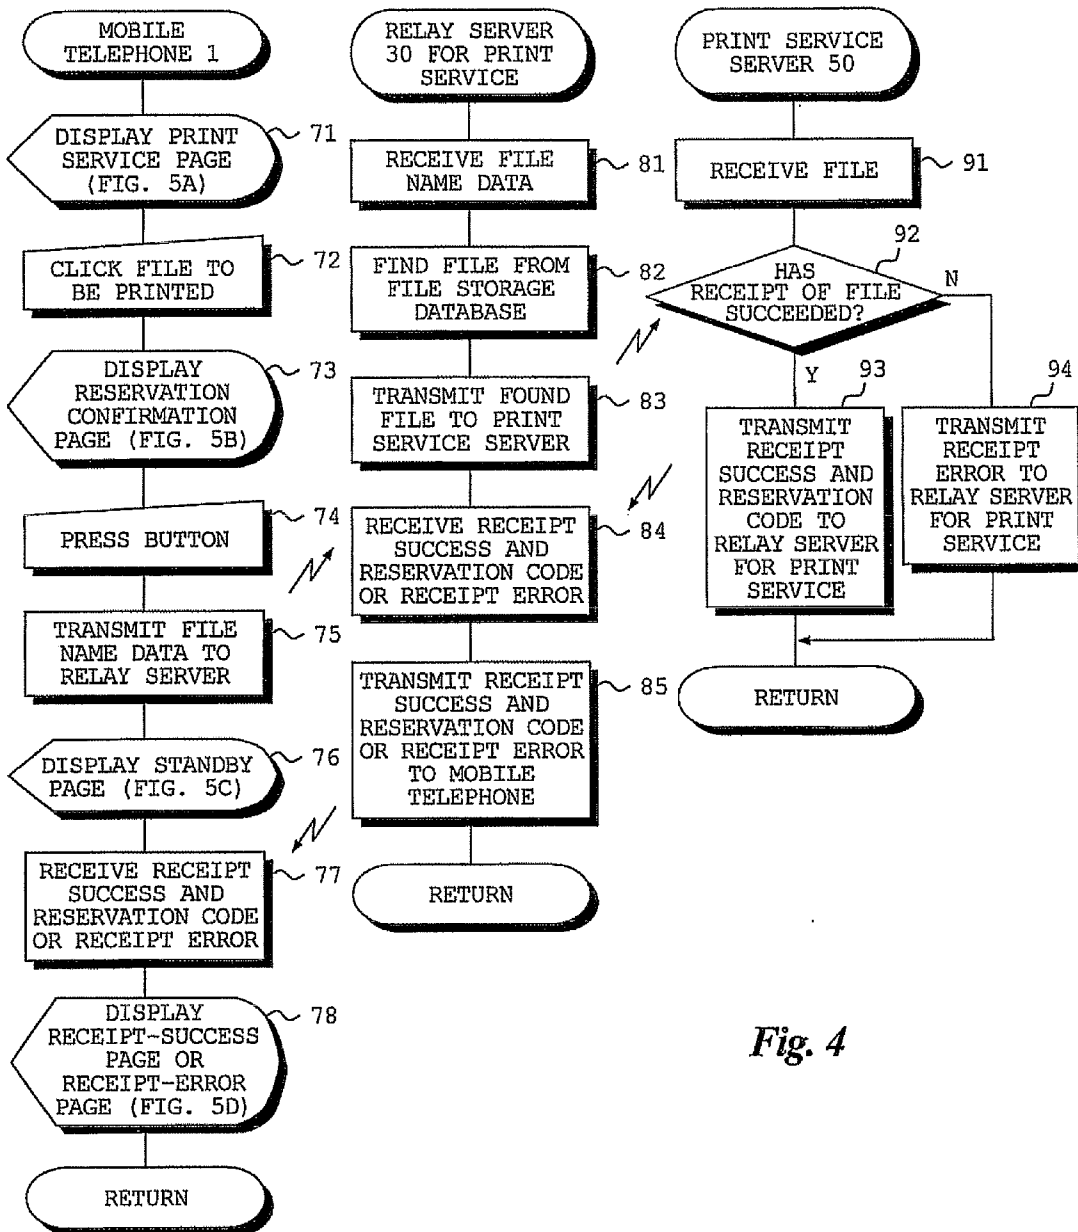 MOBILE
TELEPHONE 1
DISPLAY PRINT
SERVICE PAGE
(FIG. 5A)
71
CLICK FILE TO
BE PRINTED
72
DISPLAY
RESERVATION
CONFIRMATION
PAGE (FIG. 5B)
73
PRESS BUTTON
74
TRANSMIT FILE
NAME DATA TO
RELAY SERVER
75
DISPLAY STANDBY
PAGE (FIG. 5C)
76
RECEIVE RECEIPT
SUCCESS AND
RESERVATION CODE
OR RECEIPT ERROR
77
DISPLAY
RECEIPT-SUCCESS
PAGE OR
RECEIPT-ERROR
PAGE (FIG. 5D)
78
RETURN
RELAY SERVER
30 FOR PRINT
SERVICE
RECEIVE FILE
NAME DATA
81
FIND FILE FROM
FILE STORAGE
DATABASE
82
TRANSMIT FOUND
FILE TO PRINT
SERVICE SERVER
83
RECEIVE RECEIPT
SUCCESS AND
RESERVATION CODE
OR RECEIPT ERROR
84
TRANSMIT RECEIPT
SUCCESS AND
RESERVATION CODE
OR RECEIPT ERROR
TO MOBILE
TELEPHONE
85
RETURN
PRINT SERVICE
SERVER 50
RECEIVE FILE
91
HAS
RECEIPT OF FILE
SUCCEEDED?
92
N
Y
93
TRANSMIT
RECEIPT
SUCCESS AND
RESERVATION
CODE TO
RELAY SERVER
FOR PRINT
SERVICE
94
TRANSMIT
RECEIPT
ERROR TO
RELAY SERVER
FOR PRINT
SERVICE
RETURN
Fig. 4